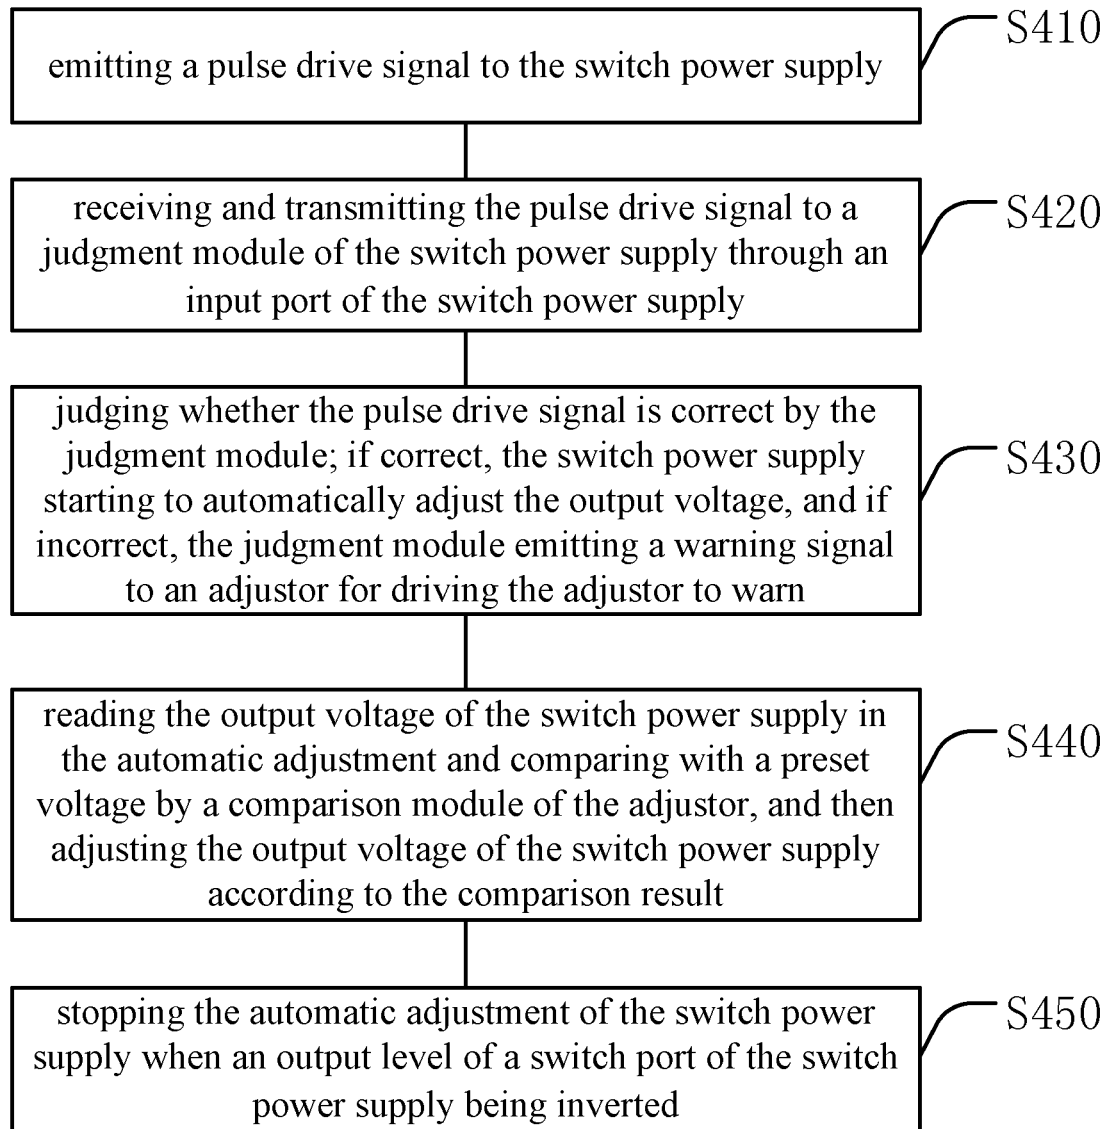 emitting a pulse drive signal to the switch power supply
S410
receiving and transmitting the pulse drive signal to a
judgment module of the switch power supply through an
input port of the switch power supply
S420
judging whether the pulse drive signal is correct by the
judgment module; if correct, the switch power supply
starting to automatically adjust the output voltage, and if
incorrect, the judgment module emitting a warning signal
to an adjustor for driving the adjustor to warn
S430
reading the output voltage of the switch power supply in
the automatic adjustment and comparing with a preset
voltage by a comparison module of the adjustor, and then
adjusting the output voltage of the switch power supply
according to the comparison result
S440
stopping the automatic adjustment of the switch power
supply when an output level of a switch port of the switch
power supply being inverted
S450